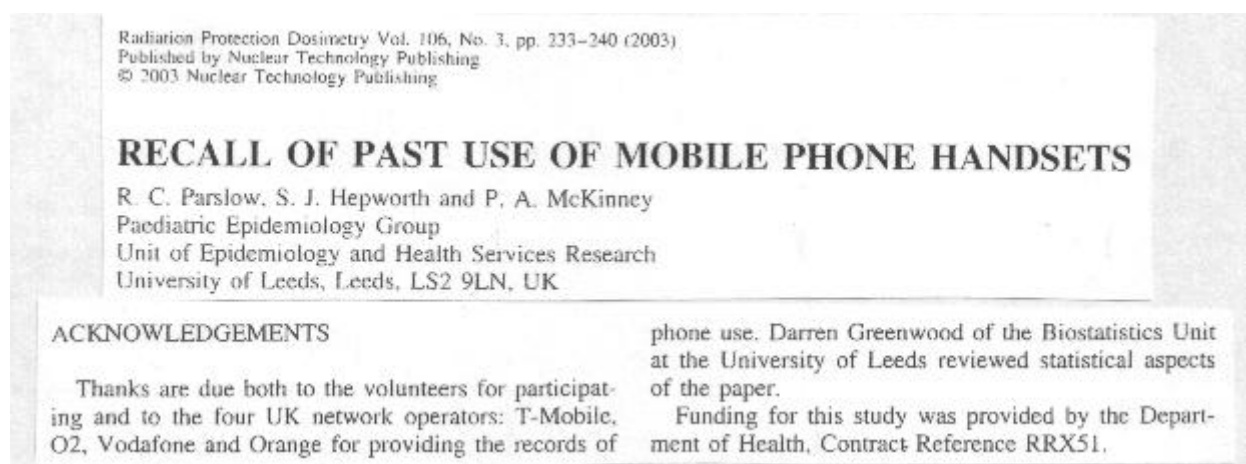 Radiation Protection Dosimetry Vol. 106, No. 3, pp. 233–240 (2003)
Published by Nuclear Technology Publishing
© 2003 Nuclear Technology Publishing
RECALL OF PAST USE OF MOBILE PHONE HANDSETS
R. C. Parslow, S. J. Hepworth and P. A. McKinney
Paediatric Epidemiology Group
Unit of Epidemiology and Health Services Research
University of Leeds, Leeds, LS2 9LN, UK
ACKNOWLEDGEMENTS
Thanks are due both to the volunteers for participat-
ing and to the four UK network operators: T-Mobile,
O2, Vodafone and Orange for providing the records of
phone use. Darren Greenwood of the Biostatistics Unit
at the University of Leeds reviewed statistical aspects
of the paper.
Funding for this study was provided by the Depart-
ment of Health, Contract Reference RRX51.